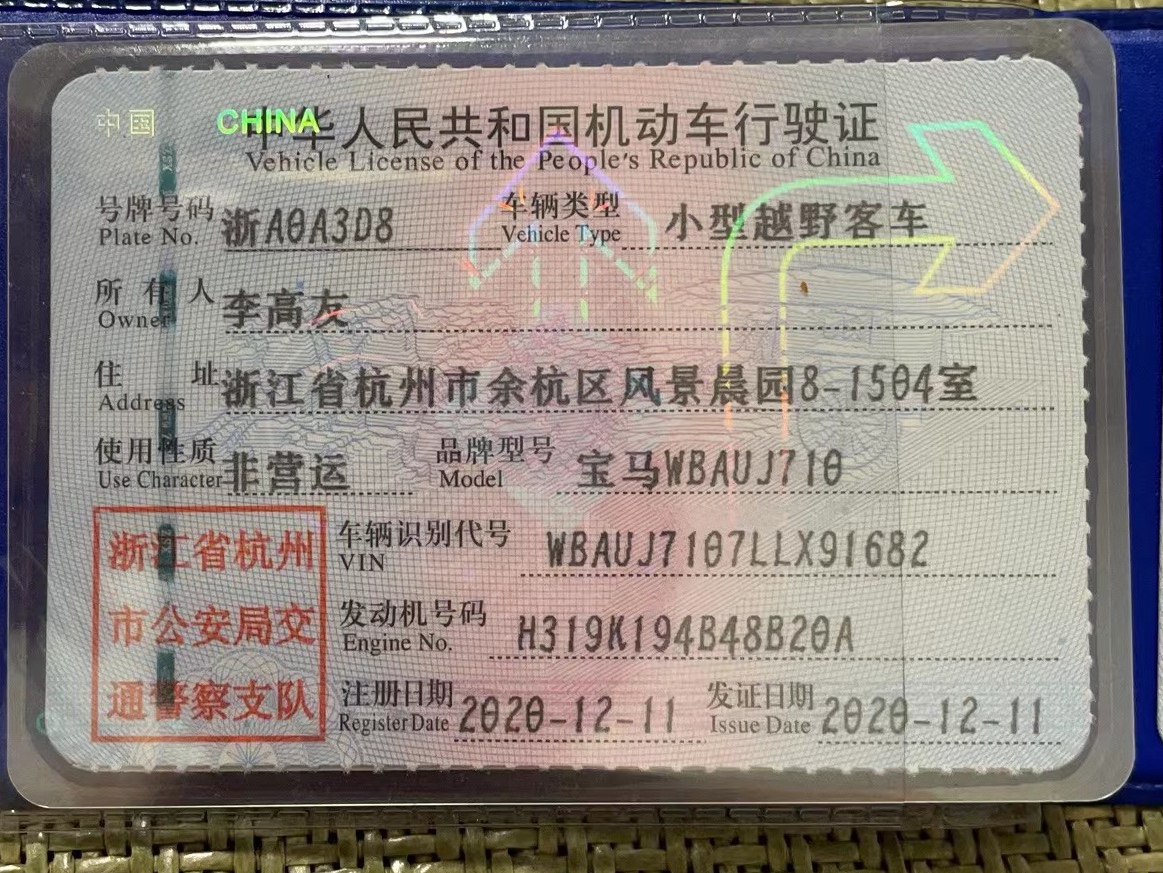 中国 CHINA
中华人民共和国机动车行驶证
Vehicle License of the People's Republic of China
号牌号码 浙A0A3D8 车辆类型 小型越野客车
Plate No. Vehicle Type
所有人 李高友
Owner
住址 浙江省杭州市余杭区风景晨园8-1504室
Address
使用性质 非营运 品牌型号 宝马WBAUJ710
Use Character Model
浙江省杭州
市公安局交
通警察支队
车辆识别代号 WBAUJ7107LLX91682
VIN
发动机号码 H319K194B48B20A
Engine No.
注册日期 2020-12-11 发证日期 2020-12-11
Register Date Issue Date